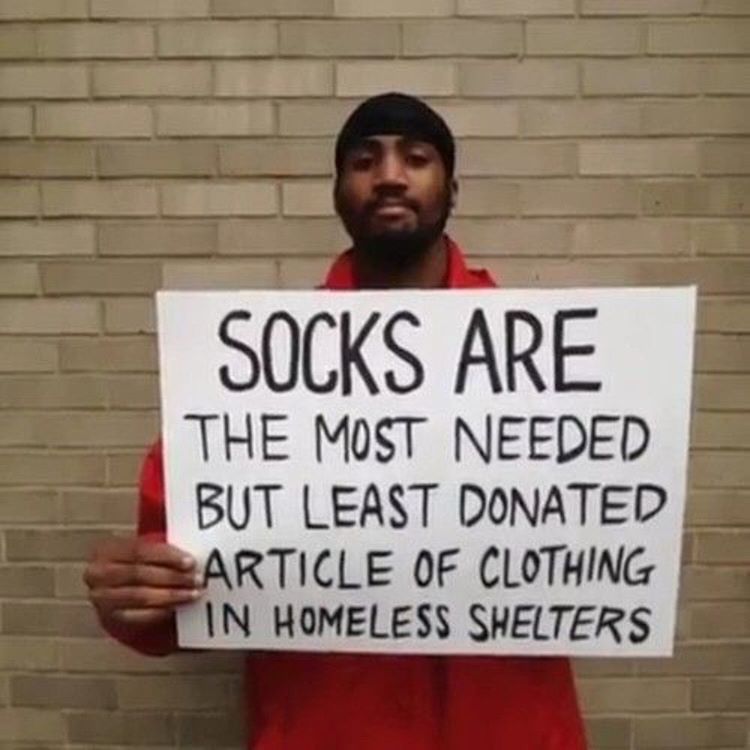 SOCKS ARE
THE MOST NEEDED
BUT LEAST DONATED
ARTICLE OF CLOTHING
IN HOMELESS SHELTERS